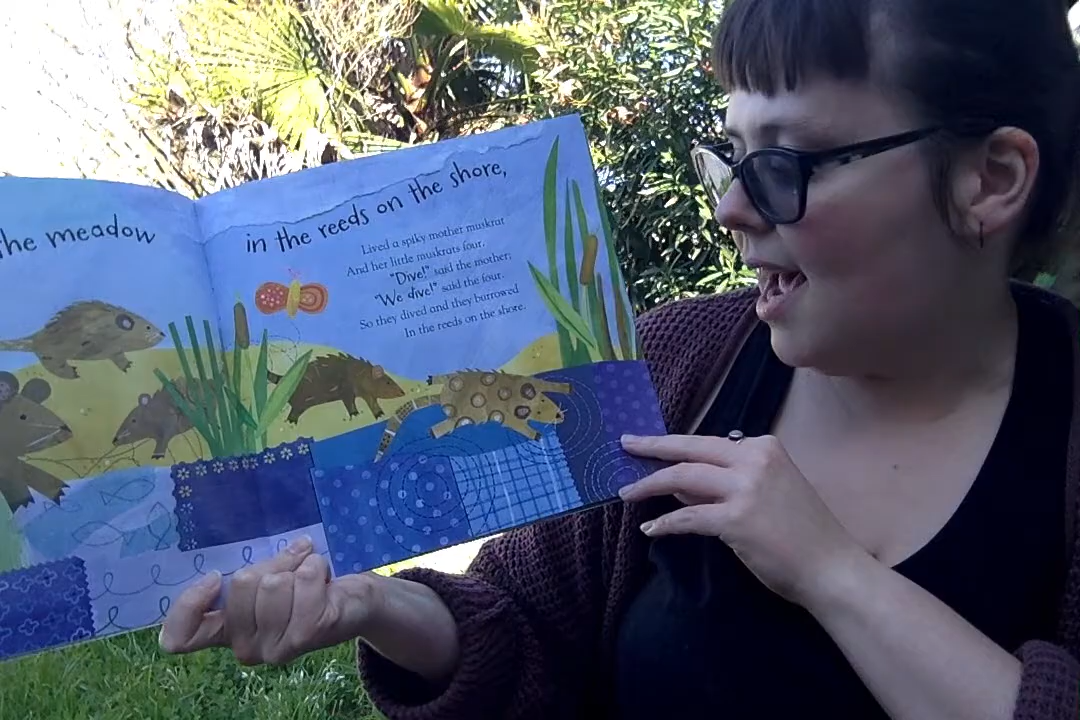 the meadow
in the reeds on the shore,
Lived a spiky mother muskrat
And her little muskrats four.
"Dive!" said the mother;
"We dive!" said the four.
So they dived and they burrowed
In the reeds on the shore.